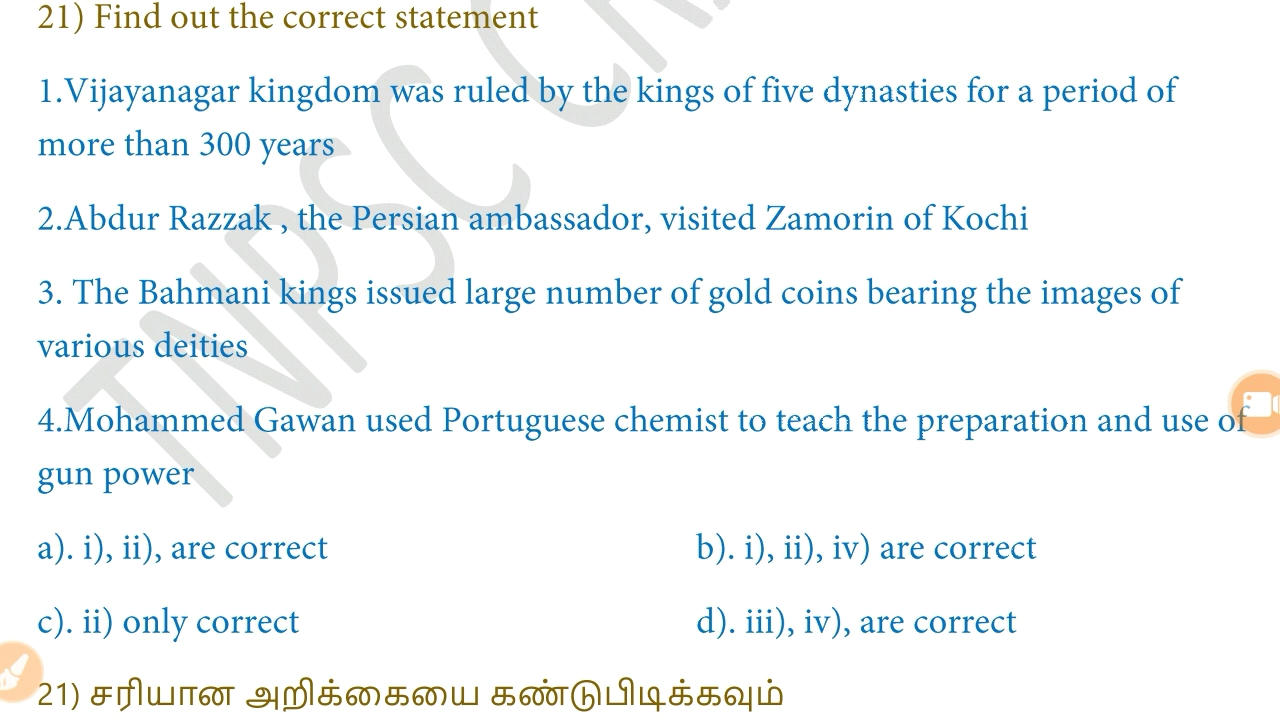 21) Find out the correct statement
1.Vijayanagar kingdom was ruled by the kings of five dynasties for a period of
more than 300 years
2.Abdur Razzak , the Persian ambassador, visited Zamorin of Kochi
3. The Bahmani kings issued large number of gold coins bearing the images of
various deities
4.Mohammed Gawan used Portuguese chemist to teach the preparation and use of
gun power
a). i), ii), are correct b). i), ii), iv) are correct
c). ii) only correct d). iii), iv), are correct
21) சரியான அறிக்கையை கண்டுபிடிக்கவும்
TNPSC